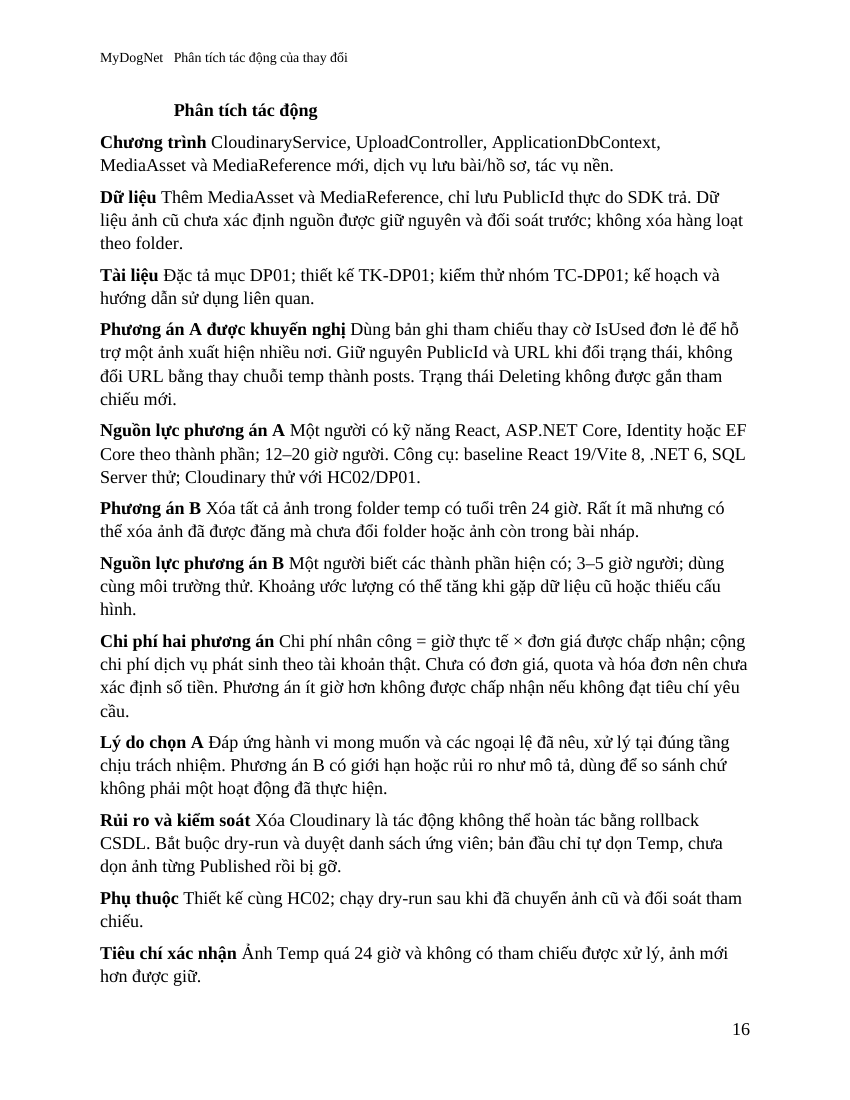 MyDogNet Phân tích tác động của thay đổi
Phân tích tác động
Chương trình CloudinaryService, UploadController, ApplicationDbContext,
MediaAsset và MediaReference mới, dịch vụ lưu bài/hồ sơ, tác vụ nền.
Dữ liệu Thêm MediaAsset và MediaReference, chỉ lưu PublicId thực do SDK trả. Dữ
liệu ảnh cũ chưa xác định nguồn được giữ nguyên và đối soát trước; không xóa hàng loạt
theo folder.
Tài liệu Đặc tả mục DP01; thiết kế TK-DP01; kiểm thử nhóm TC-DP01; kế hoạch và
hướng dẫn sử dụng liên quan.
Phương án A được khuyến nghị Dùng bản ghi tham chiếu thay cờ IsUsed đơn lẻ để hỗ
trợ một ảnh xuất hiện nhiều nơi. Giữ nguyên PublicId và URL khi đổi trạng thái, không
đổi URL bằng thay chuỗi temp thành posts. Trạng thái Deleting không được gắn tham
chiếu mới.
Nguồn lực phương án A Một người có kỹ năng React, ASP.NET Core, Identity hoặc EF
Core theo thành phần; 12–20 giờ người. Công cụ: baseline React 19/Vite 8, .NET 6, SQL
Server thử; Cloudinary thử với HC02/DP01.
Phương án B Xóa tất cả ảnh trong folder temp có tuổi trên 24 giờ. Rất ít mã nhưng có
thể xóa ảnh đã được đăng mà chưa đổi folder hoặc ảnh còn trong bài nháp.
Nguồn lực phương án B Một người biết các thành phần hiện có; 3–5 giờ người; dùng
cùng môi trường thử. Khoảng ước lượng có thể tăng khi gặp dữ liệu cũ hoặc thiếu cấu
hình.
Chi phí hai phương án Chi phí nhân công = giờ thực tế × đơn giá được chấp nhận; cộng
chi phí dịch vụ phát sinh theo tài khoản thật. Chưa có đơn giá, quota và hóa đơn nên chưa
xác định số tiền. Phương án ít giờ hơn không được chấp nhận nếu không đạt tiêu chí yêu
cầu.
Lý do chọn A Đáp ứng hành vi mong muốn và các ngoại lệ đã nêu, xử lý tại đúng tầng
chịu trách nhiệm. Phương án B có giới hạn hoặc rủi ro như mô tả, dùng để so sánh chứ
không phải một hoạt động đã thực hiện.
Rủi ro và kiểm soát Xóa Cloudinary là tác động không thể hoàn tác bằng rollback
CSDL. Bắt buộc dry-run và duyệt danh sách ứng viên; bản đầu chỉ tự dọn Temp, chưa
dọn ảnh từng Published rồi bị gỡ.
Phụ thuộc Thiết kế cùng HC02; chạy dry-run sau khi đã chuyển ảnh cũ và đối soát tham
chiếu.
Tiêu chí xác nhận Ảnh Temp quá 24 giờ và không có tham chiếu được xử lý, ảnh mới
hơn được giữ.
16